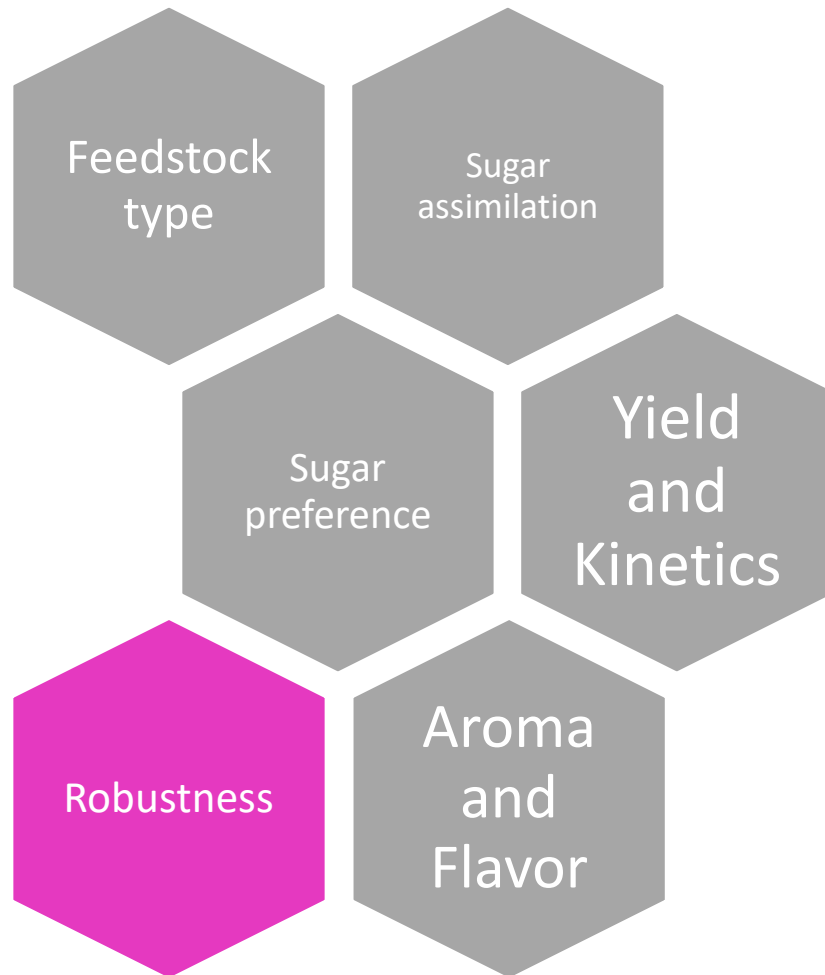 Feedstock
type
Sugar
assimilation
Sugar
preference
Yield
and
Kinetics
Robustness
Aroma
and
Flavor